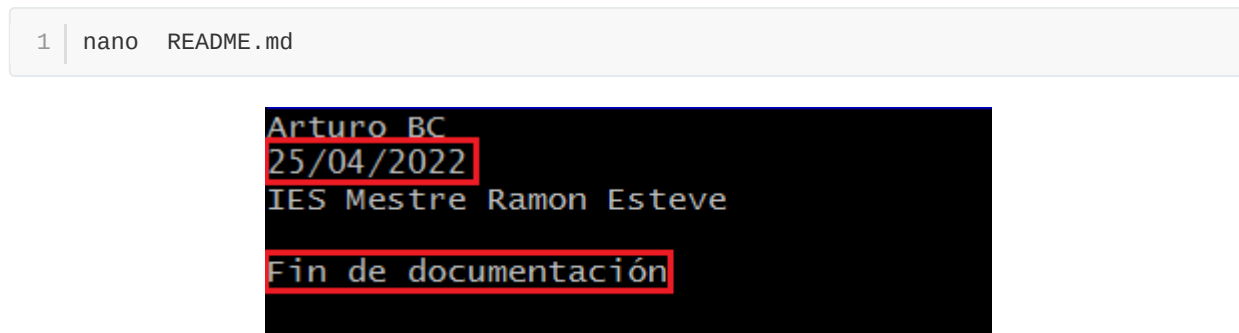 1 nano README.md
Arturo BC
25/04/2022
IES Mestre Ramon Esteve
Fin de documentación